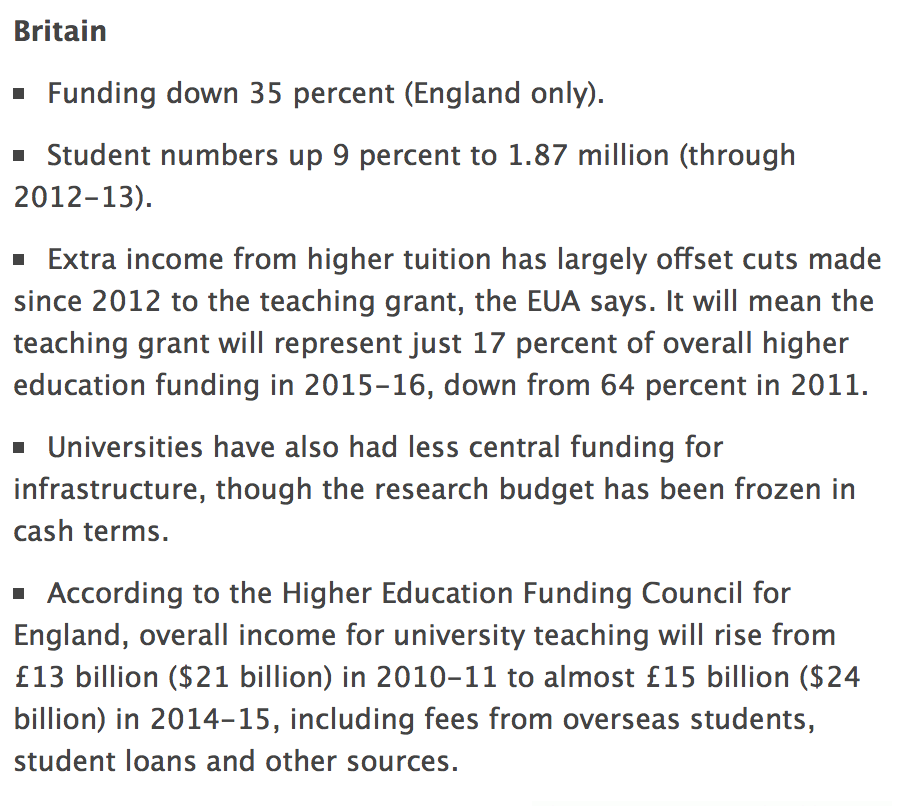 Britain
▪ Funding down 35 percent (England only).
▪ Student numbers up 9 percent to 1.87 million (through
2012–13).
▪ Extra income from higher tuition has largely offset cuts made
since 2012 to the teaching grant, the EUA says. It will mean the
teaching grant will represent just 17 percent of overall higher
education funding in 2015–16, down from 64 percent in 2011.
▪ Universities have also had less central funding for
infrastructure, though the research budget has been frozen in
cash terms.
▪ According to the Higher Education Funding Council for
England, overall income for university teaching will rise from
£13 billion ($21 billion) in 2010–11 to almost £15 billion ($24
billion) in 2014–15, including fees from overseas students,
student loans and other sources.